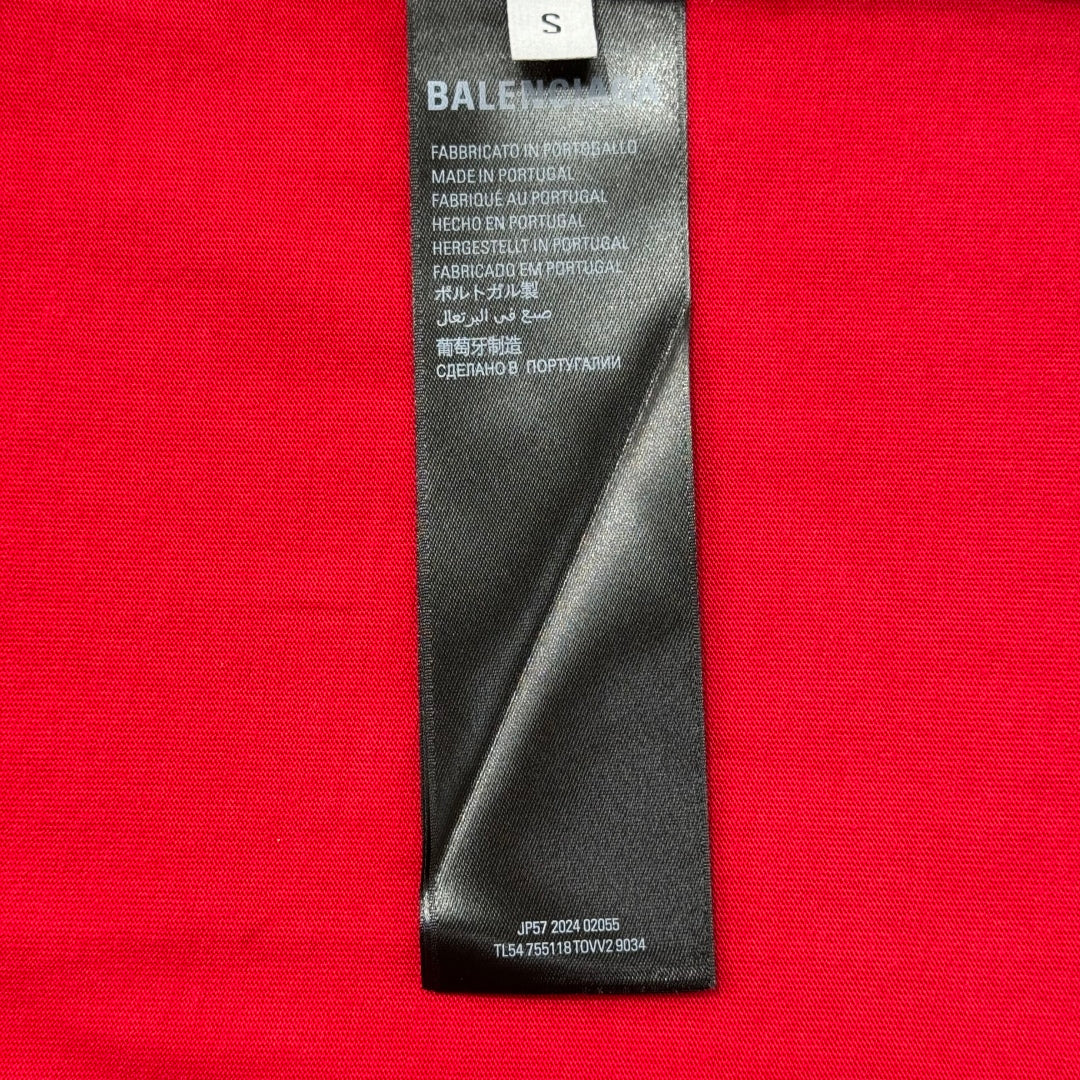 S
BALENCIAGA
FABBRICATO IN PORTOGALLO
MADE IN PORTUGAL
FABRIQUÉ AU PORTUGAL
HECHO EN PORTUGAL
HERGESTELLT IN PORTUGAL
FABRICADO EM PORTUGAL
ポルトガル製
صنع في البرتغال
葡萄牙制造
СДЕЛАНО В ПОРТУГАЛИИ
JP57 2024 02055
TL54 755118 TOVV2 9034